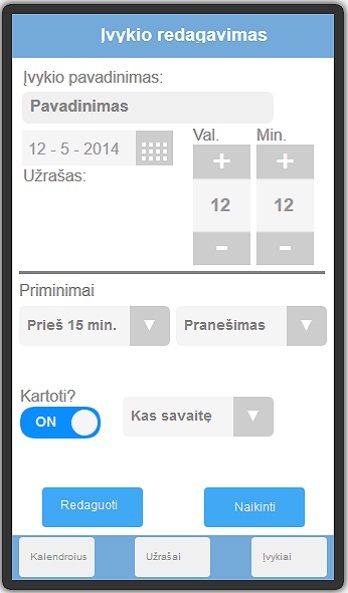 Įvykio redagavimas
Įvykio pavadinimas:
Pavadinimas
12 - 5 - 2014
Val. Min.
+ +
Užrašas:
12 12
- -
Priminimai
Prieš 15 min. Pranešimas
Kartoti?
ON Kas savaitę
Redaguoti Naikinti
Kalendroius Užrašai Įvykiai